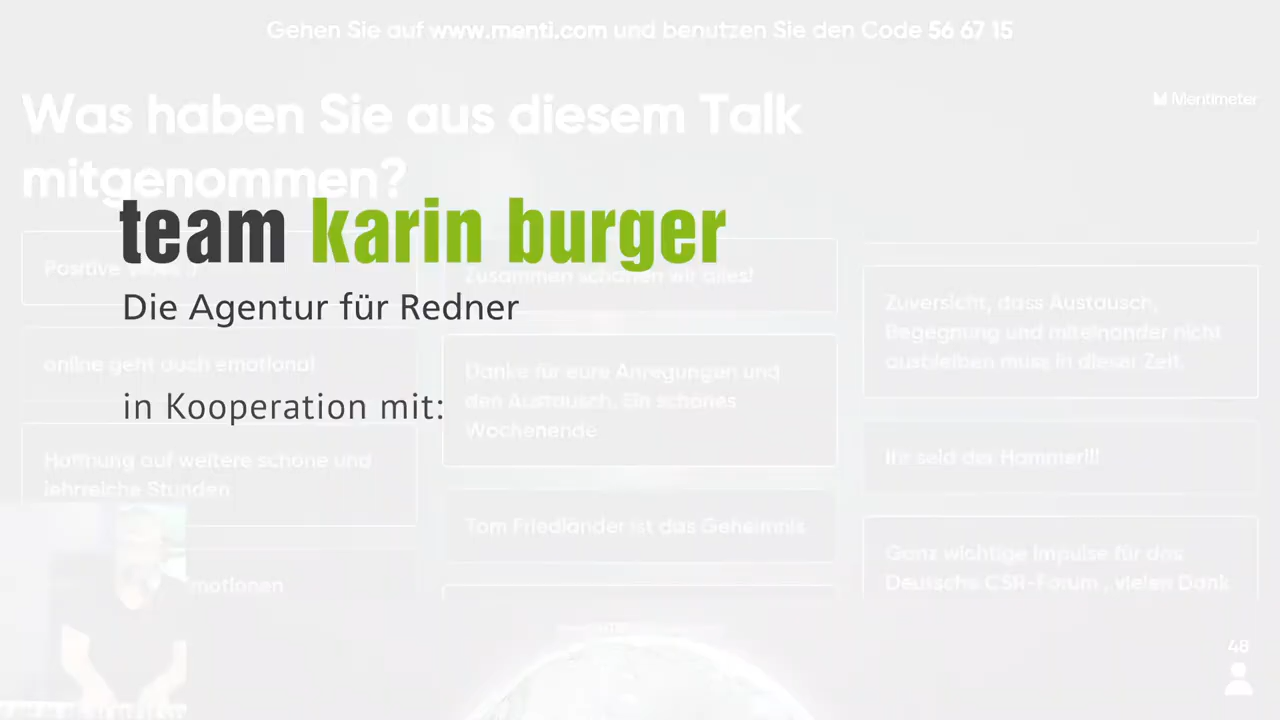 Gehen Sie auf www.menti.com und benutzen Sie den Code 56 67 15
Was haben Sie aus diesem Talk
mitgenommen?
Mentimeter
team karin burger
Die Agentur für Redner
in Kooperation mit:
Positive
online geht auch emotional
Hoffnung auf weitere schöne und
lehrreiche Stunden
motionen
Zusammen schaffen wir alles!
Danke für eure Anregungen und
den Austausch. Ein schönes
Wochenende
Tom Friedländer ist das Geheimnis
Zuversicht, dass Austausch,
Begegnung und miteinander nicht
ausbleiben muss in dieser Zeit.
Ihr seid der Hammer!!!
Ganz wichtige Impulse für das
Deutsche CSR-Forum , vielen Dank
48